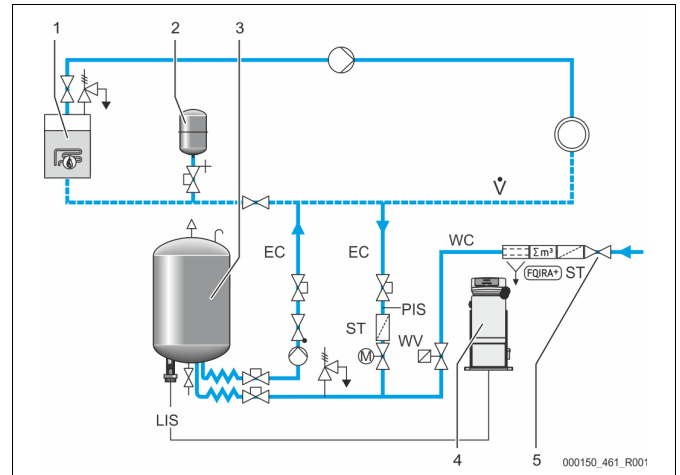 1
2
3
V̇
EC
EC
WC
Σm³
FQIRA+
ST
PIS
ST
M
WV
LIS
4
5
000150_461_R001